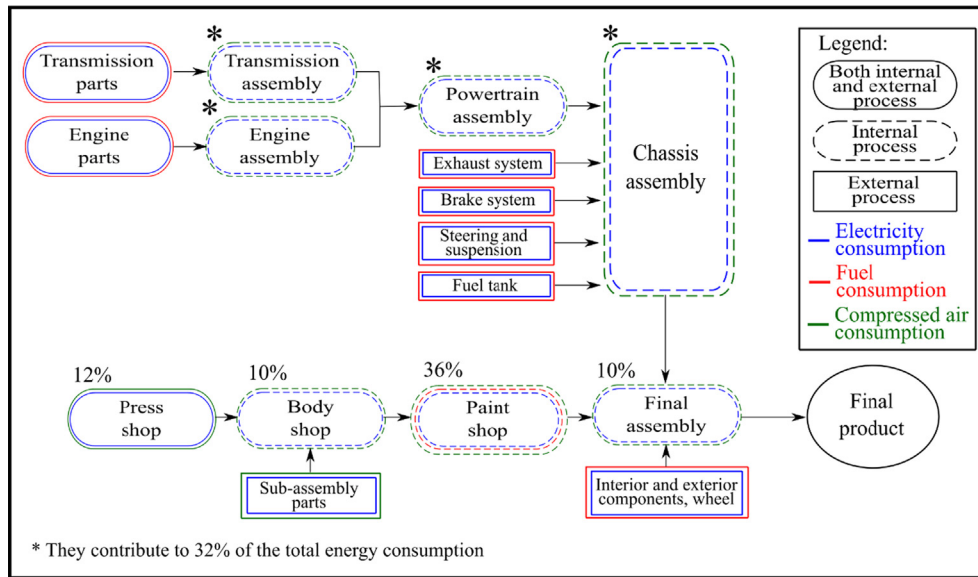 *
*
*
*
Transmission
parts
Transmission
assembly
Engine
parts
Engine
assembly
Powertrain
assembly
Exhaust system
Brake system
Steering and
suspension
Fuel tank
Chassis
assembly
Legend:
Both internal
and external
process
Internal
process
External
process
Electricity
consumption
Fuel
consumption
Compressed air
consumption
12%
Press
shop
10%
Body
shop
36%
Paint
shop
10%
Final
assembly
Final
product
Sub-assembly
parts
Interior and exterior
components, wheel
* They contribute to 32% of the total energy consumption